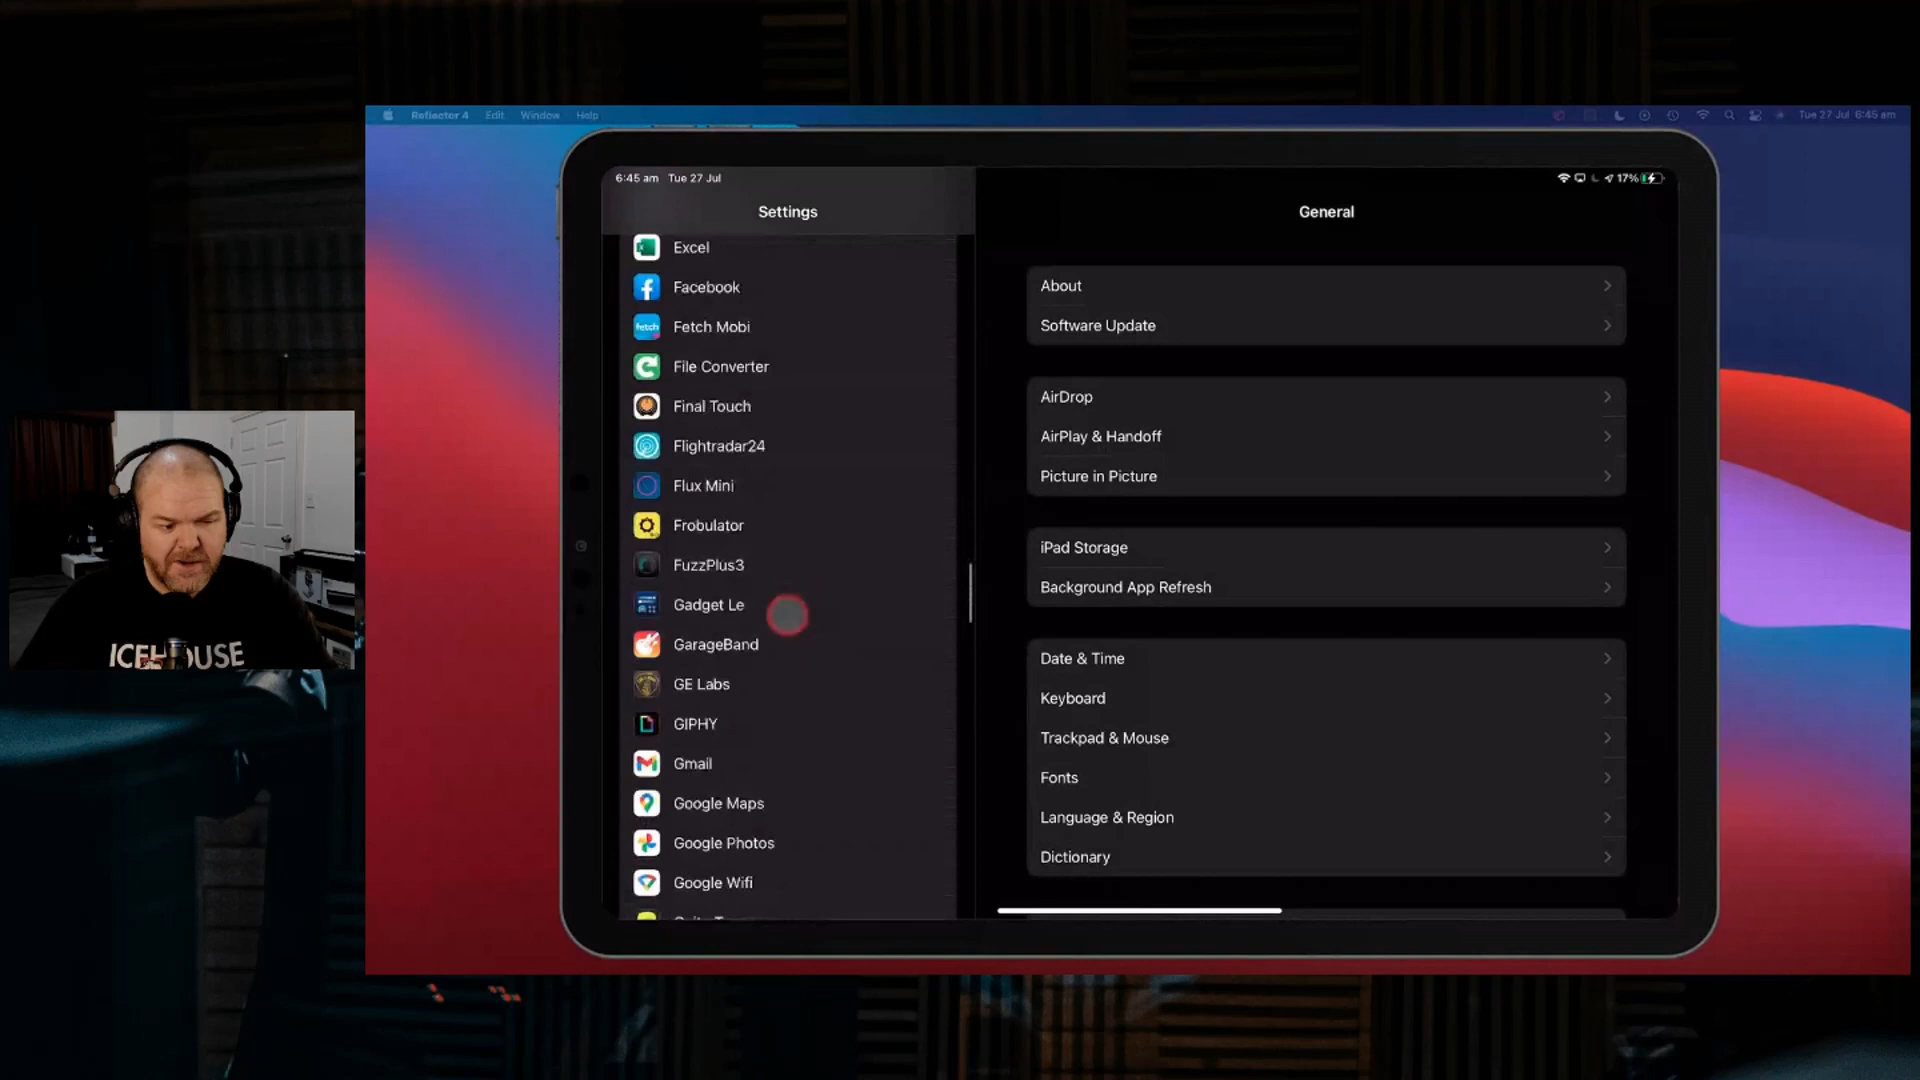 Reflector 4 Edit Window Help
Tue 27 Jul 6:45 am
6:45 am Tue 27 Jul
17%
Settings
General
Excel
Facebook
fetch
Fetch Mobi
File Converter
Final Touch
Flightradar24
Flux Mini
Frobulator
FuzzPlus3
Gadget Le
GarageBand
GE Labs
GIPHY
Gmail
Google Maps
Google Photos
Google Wifi
About
Software Update
AirDrop
AirPlay & Handoff
Picture in Picture
iPad Storage
Background App Refresh
Date & Time
Keyboard
Trackpad & Mouse
Fonts
Language & Region
Dictionary
ICEHOUSE